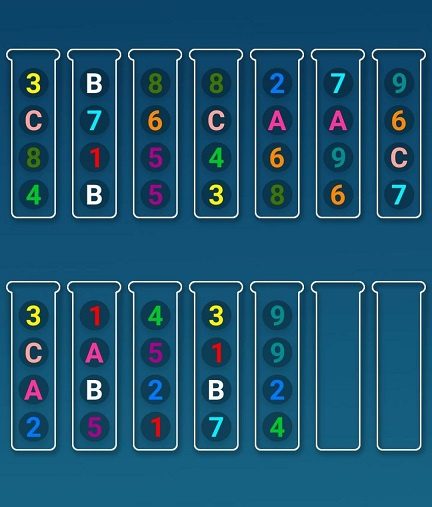 3 B 8 8 2 7 9
C 7 6 C A A 6
8 1 5 4 6 9 C
4 B 5 3 8 6 7
3 1 4 3 9
C A 5 1 9
A B 2 B 2
2 5 1 7 4